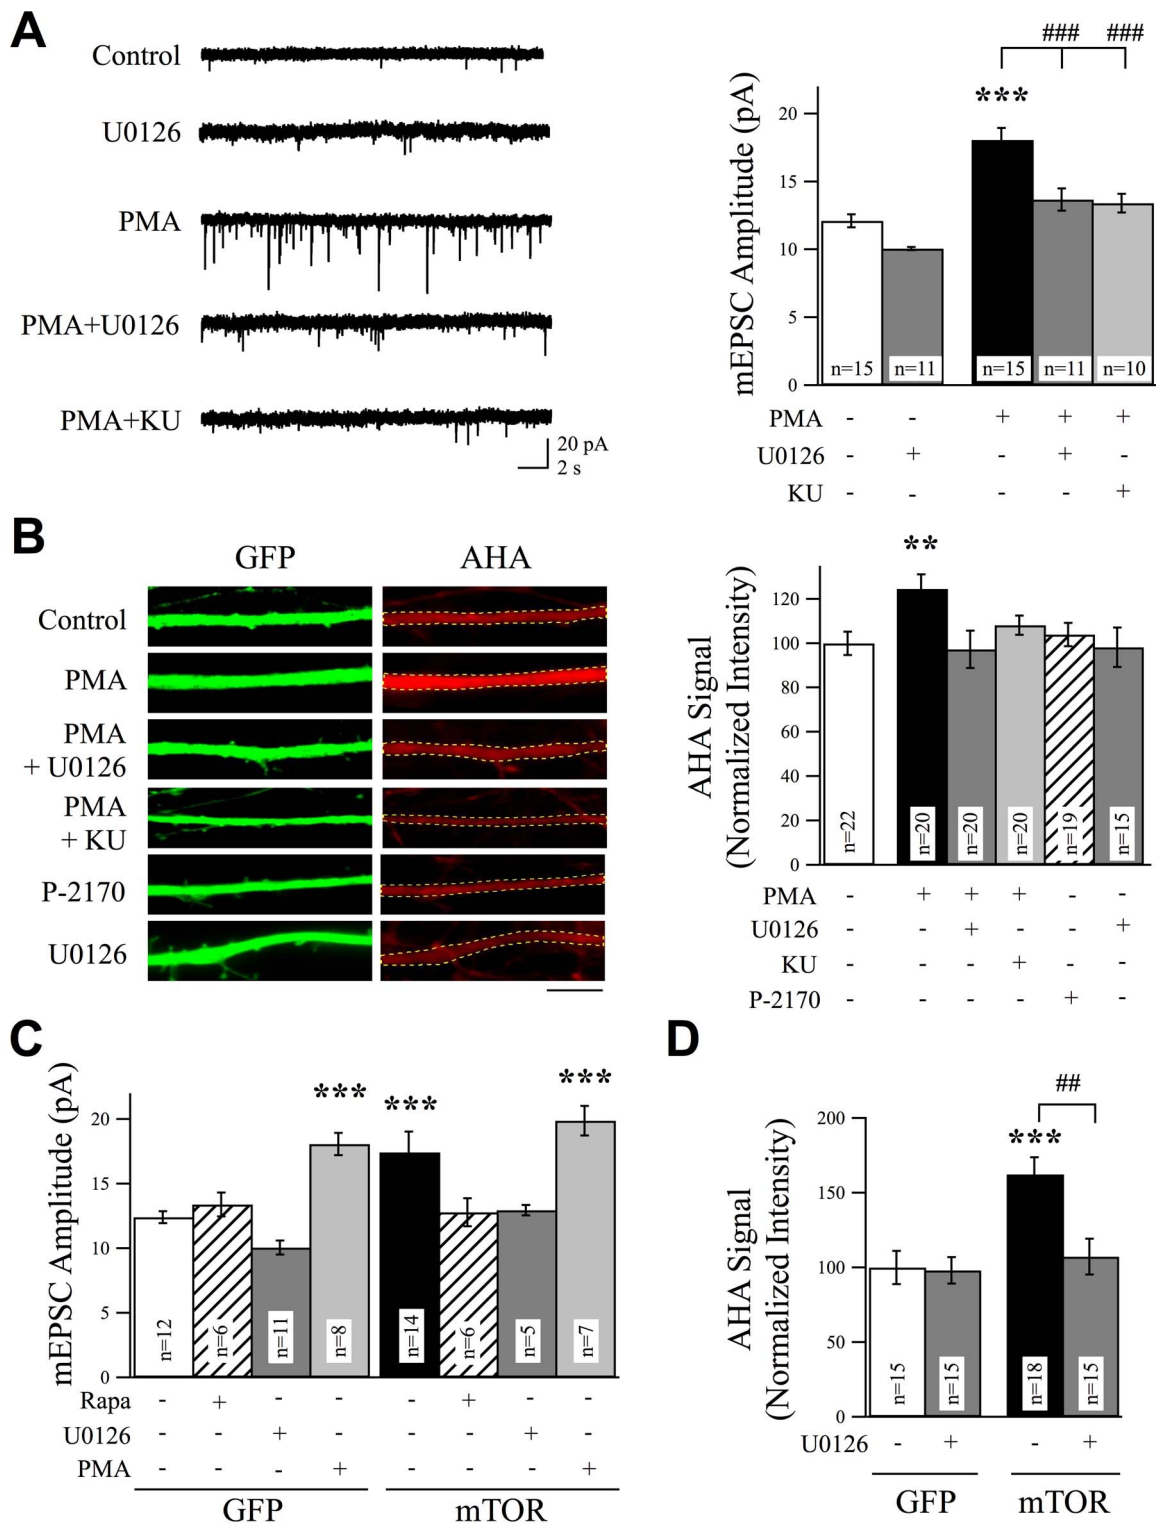 A
Control
U0126
PMA
PMA+U0126
PMA+KU
20 pA
2 s
### ###
***
mEPSC Amplitude (pA)
20
15
10
5
0
n=15 n=11 n=15 n=11 n=10
PMA - - + + +
U0126 - + - + -
KU - - - - +
B
GFP AHA
Control
PMA
PMA
+ U0126
PMA
+ KU
P-2170
U0126
**
AHA Signal
(Normalized Intensity)
120
100
80
60
40
20
0
n=22 n=20 n=20 n=20 n=19 n=15
PMA - + + + - -
U0126 - - + - - +
KU - - - + - -
P-2170 - - - - + -
C
mEPSC Amplitude (pA)
*** *** ***
20
15
10
5
0
n=12 n=6 n=11 n=8 n=14 n=6 n=5 n=7
Rapa - + - - - + - -
U0126 - - + - - - + -
PMA - - - + - - - +
GFP mTOR
D
AHA Signal
(Normalized Intensity)
##
***
200
150
100
50
0
n=15 n=15 n=18 n=15
U0126 - + - +
GFP mTOR